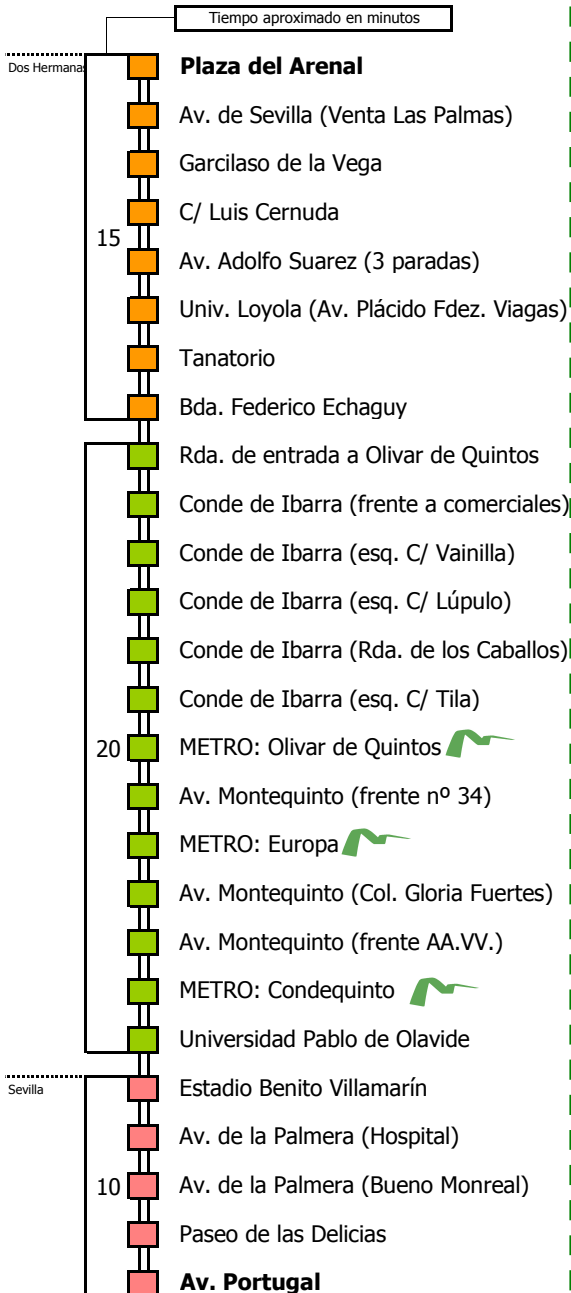 Tiempo aproximado en minutos
Dos Hermanas
Plaza del Arenal
Av. de Sevilla (Venta Las Palmas)
Garcilaso de la Vega
C/ Luis Cernuda
15
Av. Adolfo Suarez (3 paradas)
Univ. Loyola (Av. Plácido Fdez. Viagas)
Tanatorio
Bda. Federico Echaguy
Rda. de entrada a Olivar de Quintos
Conde de Ibarra (frente a comerciales)
Conde de Ibarra (esq. C/ Vainilla)
Conde de Ibarra (esq. C/ Lúpulo)
Conde de Ibarra (Rda. de los Caballos)
Conde de Ibarra (esq. C/ Tila)
20
METRO: Olivar de Quintos
Av. Montequinto (frente nº 34)
METRO: Europa
Av. Montequinto (Col. Gloria Fuertes)
Av. Montequinto (frente AA.VV.)
METRO: Condequinto
Universidad Pablo de Olavide
Sevilla
Estadio Benito Villamarín
Av. de la Palmera (Hospital)
10
Av. de la Palmera (Bueno Monreal)
Paseo de las Delicias
Av. Portugal